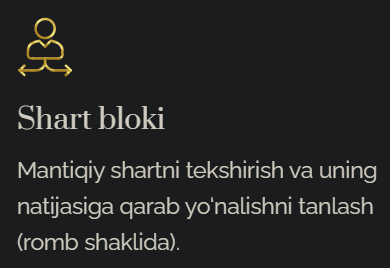 Shart bloki
Mantiqiy shartni tekshirish va uning
natijasiga qarab yo'nalishni tanlash
(romb shaklida).